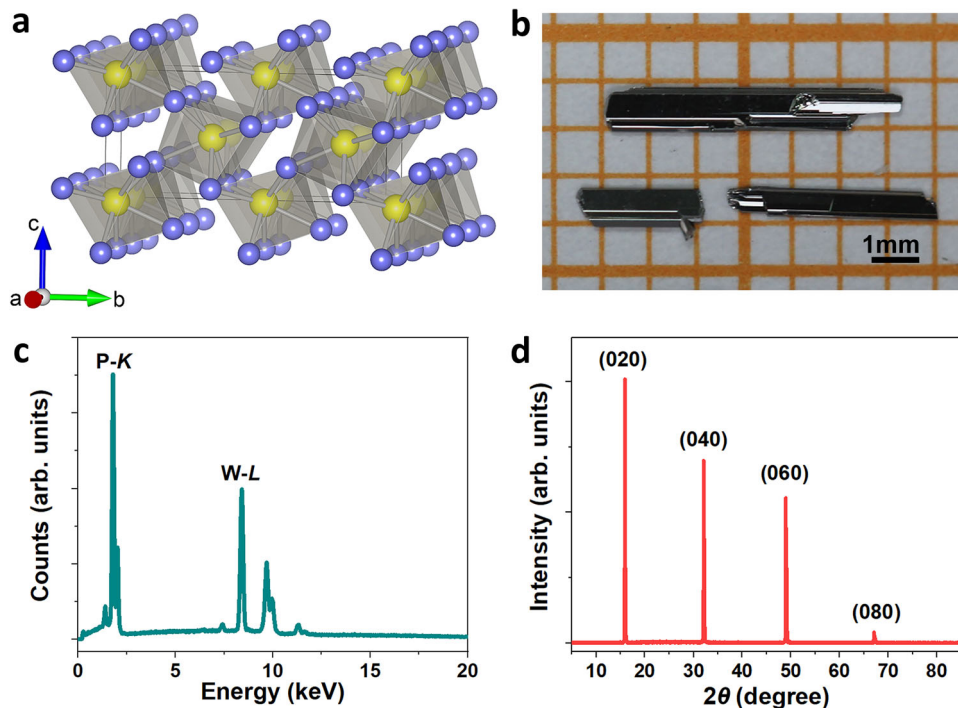 a
c
a
b
b
1mm
c
P-K
W-L
Counts (arb. units)
0
5
10
15
20
Energy (keV)
d
(020)
(040)
(060)
(080)
Intensity (arb. units)
10 20 30 40 50 60 70 80
2θ (degree)